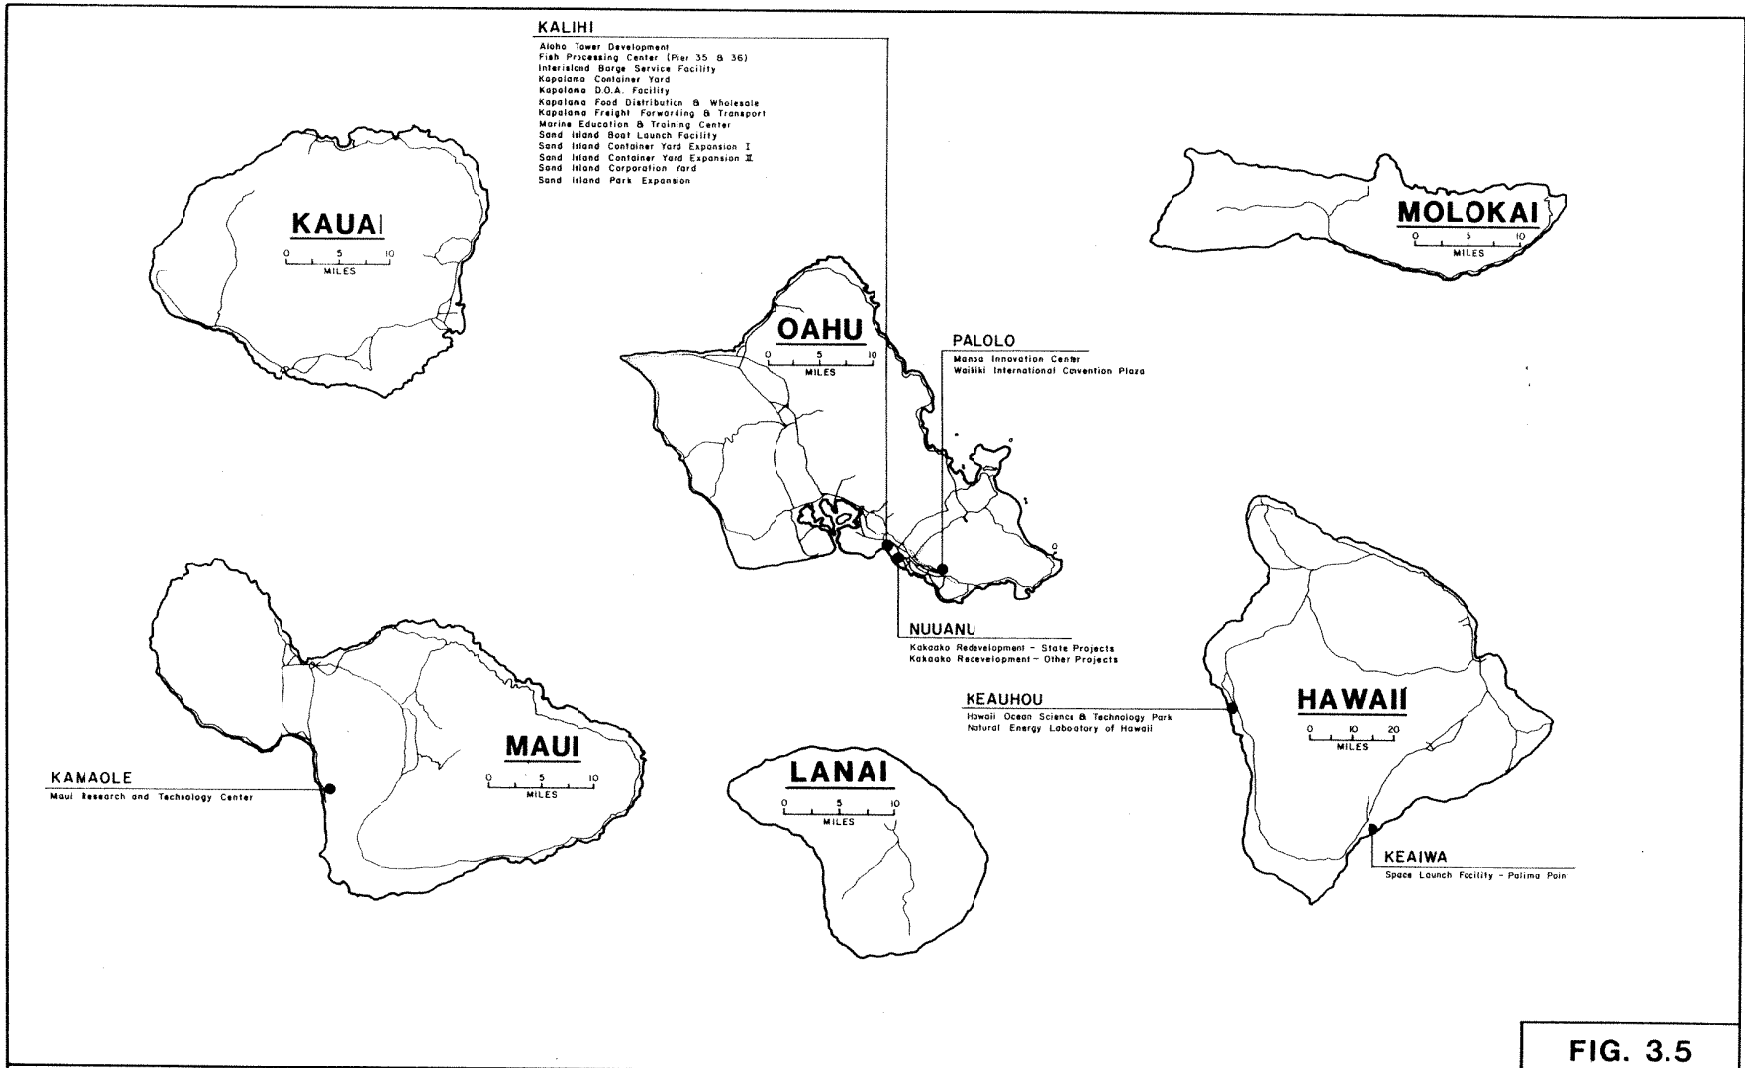 KALIHI
Aloha Tower Development
Fish Processing Center (Pier 35 & 36)
Interisland Barge Service Facility
Kapalama Container Yard
Kapalama D.O.A. Facility
Kapalama Food Distribution & Wholesale
Kapalama Freight Forwarding & Transport
Marine Education & Training Center
Sand Island Boat Launch Facility
Sand Island Container Yard Expansion I
Sand Island Container Yard Expansion II
Sand Island Corporation Yard
Sand Island Park Expansion
KAUAI
0 5 10
MILES
MOLOKAI
0 5 10
MILES
OAHU
0 5 10
MILES
PALOLO
Manoa Innovation Center
Waikiki International Convention Plaza
NUUANU
Kakaako Redevelopment - State Projects
Kakaako Redevelopment - Other Projects
KEAUHOU
Hawaii Ocean Science & Technology Park
Natural Energy Laboatory of Hawaii
HAWAII
0 10 20
MILES
MAUI
0 5 10
MILES
KAMAOLE
Maui Research and Technology Center
LANAI
0 5 10
MILES
KEAIWA
Space Launch Facility - Palima Poin
FIG. 3.5